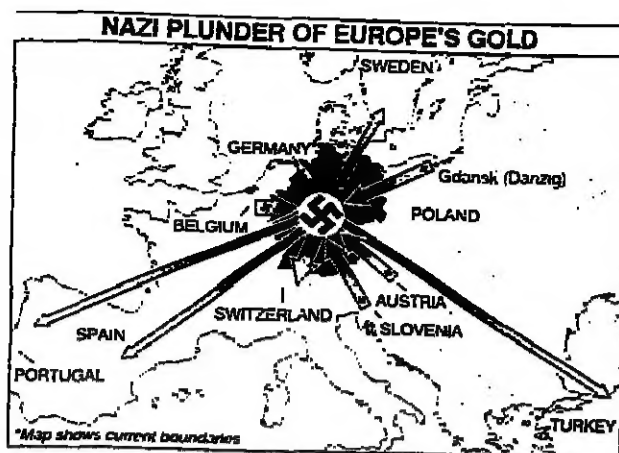 NAZI PLUNDER OF EUROPE'S GOLD
SWEDEN
GERMANY
Gdansk (Danzig)
BELGIUM
POLAND
AUSTRIA
SWITZERLAND
SLOVENIA
SPAIN
PORTUGAL
TURKEY
*Map shows current boundaries